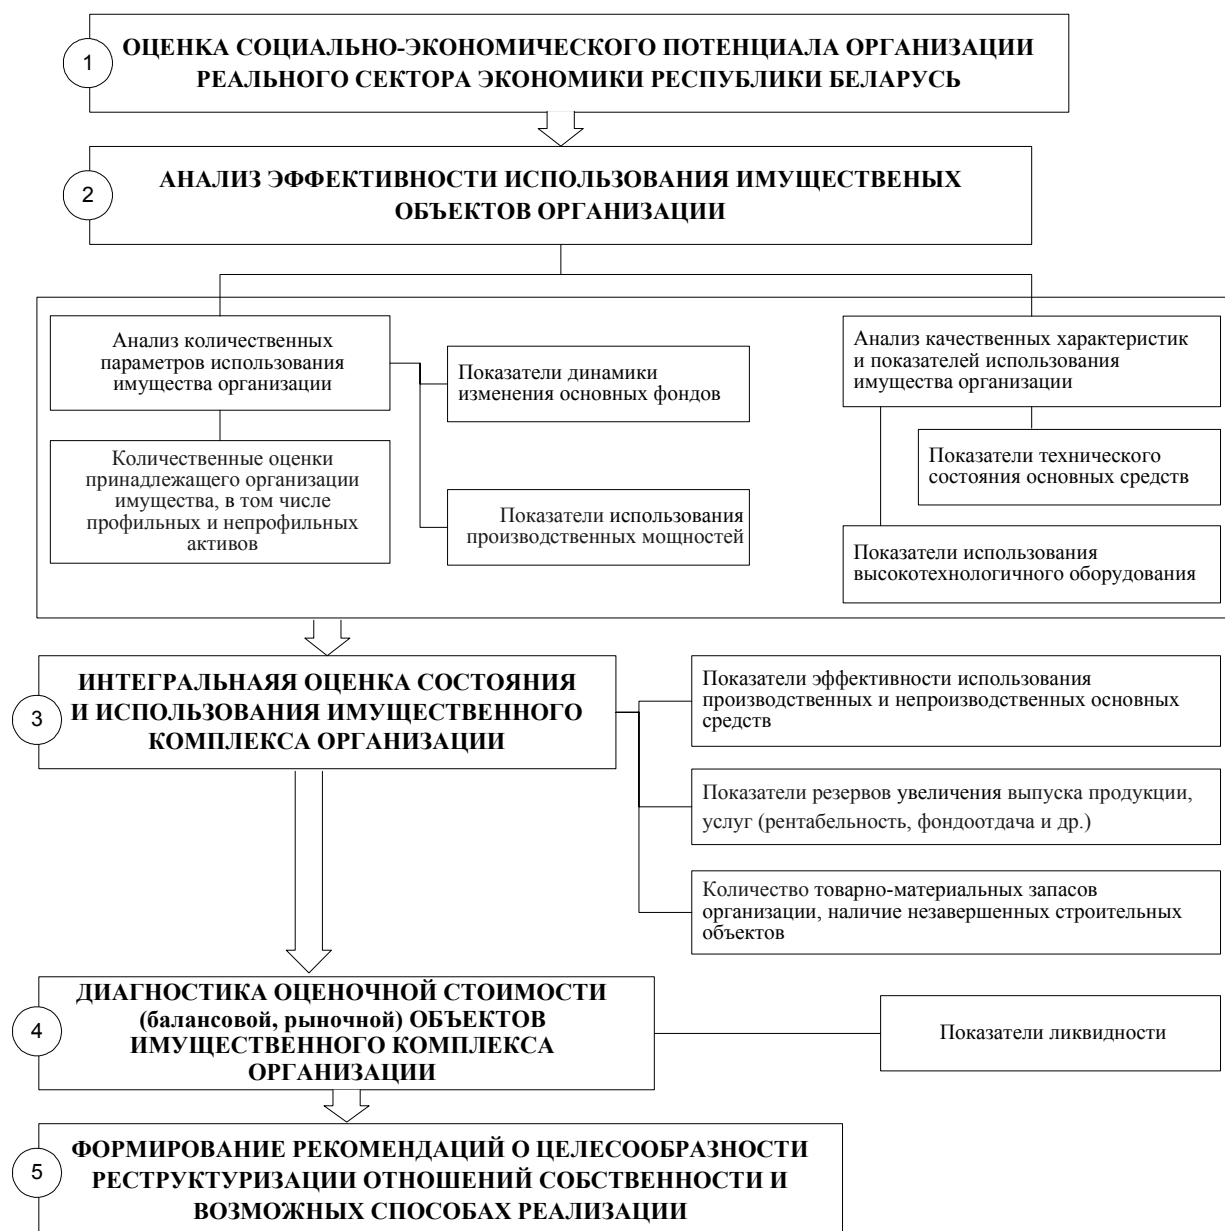 1
ОЦЕНКА СОЦИАЛЬНО-ЭКОНОМИЧЕСКОГО ПОТЕНЦИАЛА ОРГАНИЗАЦИИ
РЕАЛЬНОГО СЕКТОРА ЭКОНОМИКИ РЕСПУБЛИКИ БЕЛАРУСЬ
2
АНАЛИЗ ЭФФЕКТИВНОСТИ ИСПОЛЬЗОВАНИЯ ИМУЩЕСТВЕНЫХ
ОБЪЕКТОВ ОРГАНИЗАЦИИ
Анализ количественных
параметров использования
имущества организации
Количественные оценки
принадлежащего организации
имущества, в том числе
профильных и непрофильных
активов
Показатели динамики
изменения основных фондов
Показатели использования
производственных мощностей
Анализ качественных характеристик
и показателей использования
имущества организации
Показатели технического
состояния основных средств
Показатели использования
высокотехнологичного оборудования
3
ИНТЕГРАЛЬНАЯЯ ОЦЕНКА СОСТОЯНИЯ
И ИСПОЛЬЗОВАНИЯ ИМУЩЕСТВЕННОГО
КОМПЛЕКСА ОРГАНИЗАЦИИ
Показатели эффективности использования
производственных и непроизводственных основных
средств
Показатели резервов увеличения выпуска продукции,
услуг (рентабельность, фондоотдача и др.)
Количество товарно-материальных запасов
организации, наличие незавершенных строительных
объектов
4
ДИАГНОСТИКА ОЦЕНОЧНОЙ СТОИМОСТИ
(балансовой, рыночной) ОБЪЕКТОВ
ИМУЩЕСТВЕННОГО КОМПЛЕКСА
ОРГАНИЗАЦИИ
Показатели ликвидности
5
ФОРМИРОВАНИЕ РЕКОМЕНДАЦИЙ О ЦЕЛЕСООБРАЗНОСТИ
РЕСТРУКТУРИЗАЦИИ ОТНОШЕНИЙ СОБСТВЕННОСТИ И
ВОЗМОЖНЫХ СПОСОБАХ РЕАЛИЗАЦИИ